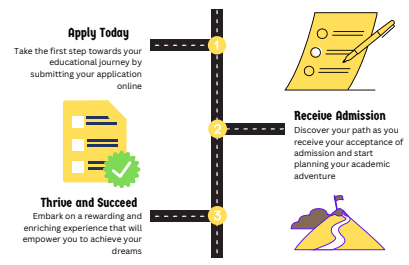 Apply Today
Take the first step towards your
educational journey by
submitting your application
online
1
Receive Admission
Discover your path as you
receive your acceptance of
admission and start
planning your academic
adventure
2
Thrive and Succeed
Embark on a rewarding and
enriching experience that will
empower you to achieve your
dreams
3